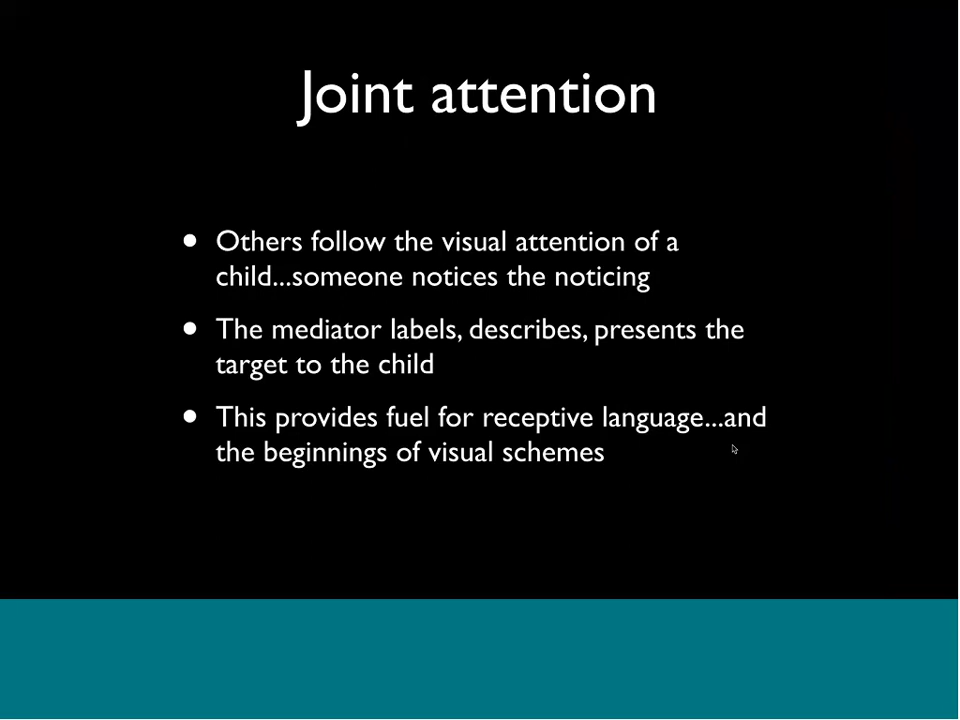 Joint attention
• Others follow the visual attention of a
child...someone notices the noticing
• The mediator labels, describes, presents the
target to the child
• This provides fuel for receptive language...and
the beginnings of visual schemes